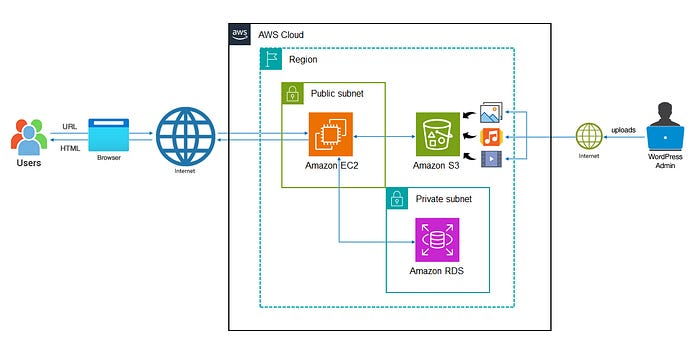 aws
AWS Cloud
Region
Public subnet
Amazon EC2
Amazon S3
Private subnet
Amazon RDS
Users
URL
HTML
Browser
Internet
Internet
uploads
WordPress
Admin